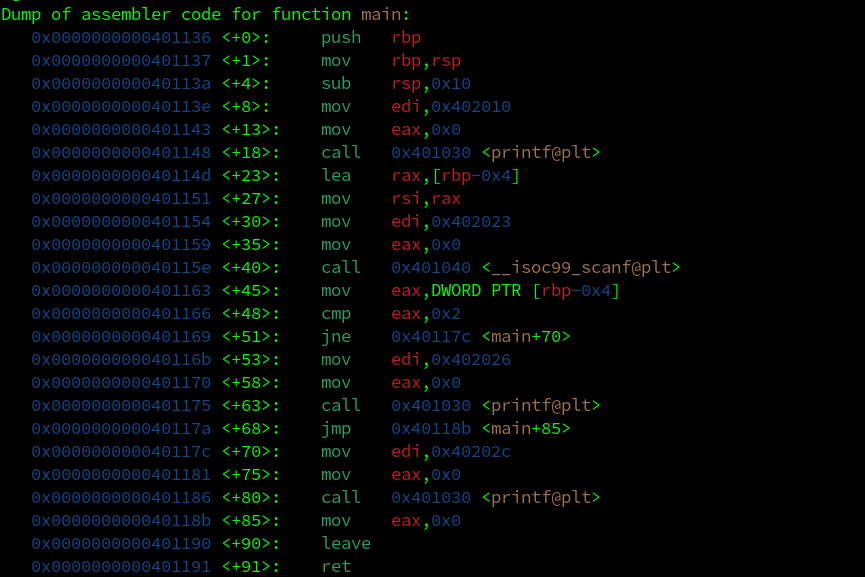 Dump of assembler code for function main:
0x0000000000401136 <+0>: push rbp
0x0000000000401137 <+1>: mov rbp,rsp
0x000000000040113a <+4>: sub rsp,0x10
0x000000000040113e <+8>: mov edi,0x402010
0x0000000000401143 <+13>: mov eax,0x0
0x0000000000401148 <+18>: call 0x401030 <printf@plt>
0x000000000040114d <+23>: lea rax,[rbp-0x4]
0x0000000000401151 <+27>: mov rsi,rax
0x0000000000401154 <+30>: mov edi,0x402023
0x0000000000401159 <+35>: mov eax,0x0
0x000000000040115e <+40>: call 0x401040 <__isoc99_scanf@plt>
0x0000000000401163 <+45>: mov eax,DWORD PTR [rbp-0x4]
0x0000000000401166 <+48>: cmp eax,0x2
0x0000000000401169 <+51>: jne 0x40117c <main+70>
0x000000000040116b <+53>: mov edi,0x402026
0x0000000000401170 <+58>: mov eax,0x0
0x0000000000401175 <+63>: call 0x401030 <printf@plt>
0x000000000040117a <+68>: jmp 0x40118b <main+85>
0x000000000040117c <+70>: mov edi,0x40202c
0x0000000000401181 <+75>: mov eax,0x0
0x0000000000401186 <+80>: call 0x401030 <printf@plt>
0x000000000040118b <+85>: mov eax,0x0
0x0000000000401190 <+90>: leave
0x0000000000401191 <+91>: ret